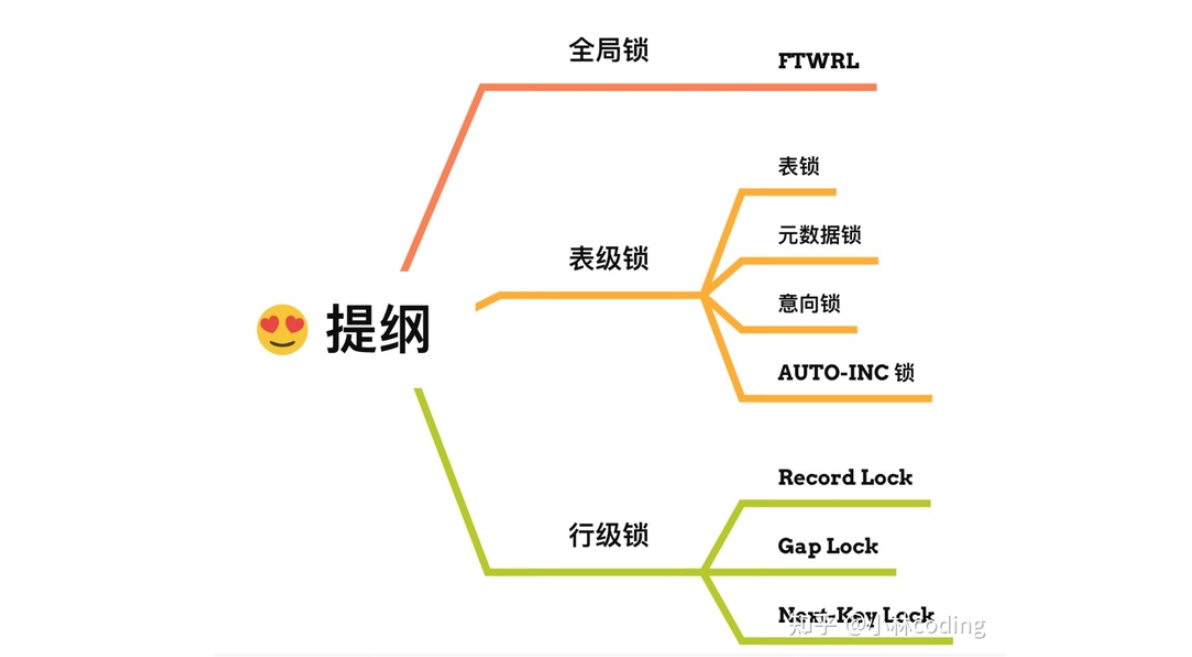 全局锁
FTWRL
表级锁
表锁
元数据锁
意向锁
AUTO-INC 锁
提纲
行级锁
Record Lock
Gap Lock
Next-Key Lock
知乎 @小林coding